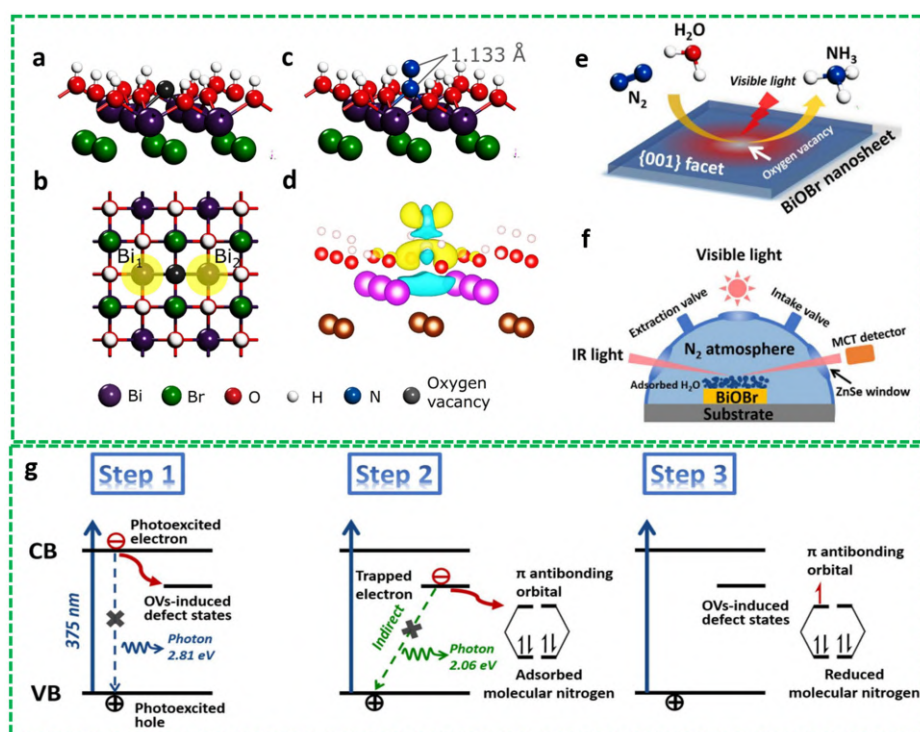 a
c
1.133 Å
b
Bi₁
Bi₂
d
Bi
Br
O
H
N
Oxygen
vacancy
e
H₂O
N₂
Visible light
NH₃
{001} facet
Oxygen vacancy
BiOBr nanosheet
f
Visible light
Extraction valve
Intake valve
MCT detector
N₂ atmosphere
IR light
Adsorbed H₂O
ZnSe window
BiOBr
Substrate
g
Step 1
Step 2
Step 3
Photoexcited
electron
CB
OVs-induced
defect states
375 nm
Photon
2.81 eV
VB
Photoexcited
hole
Trapped
electron
π antibonding
orbital
Indirect
Photon
2.06 eV
Adsorbed
molecular nitrogen
π antibonding
orbital
OVs-induced
defect states
Reduced
molecular nitrogen